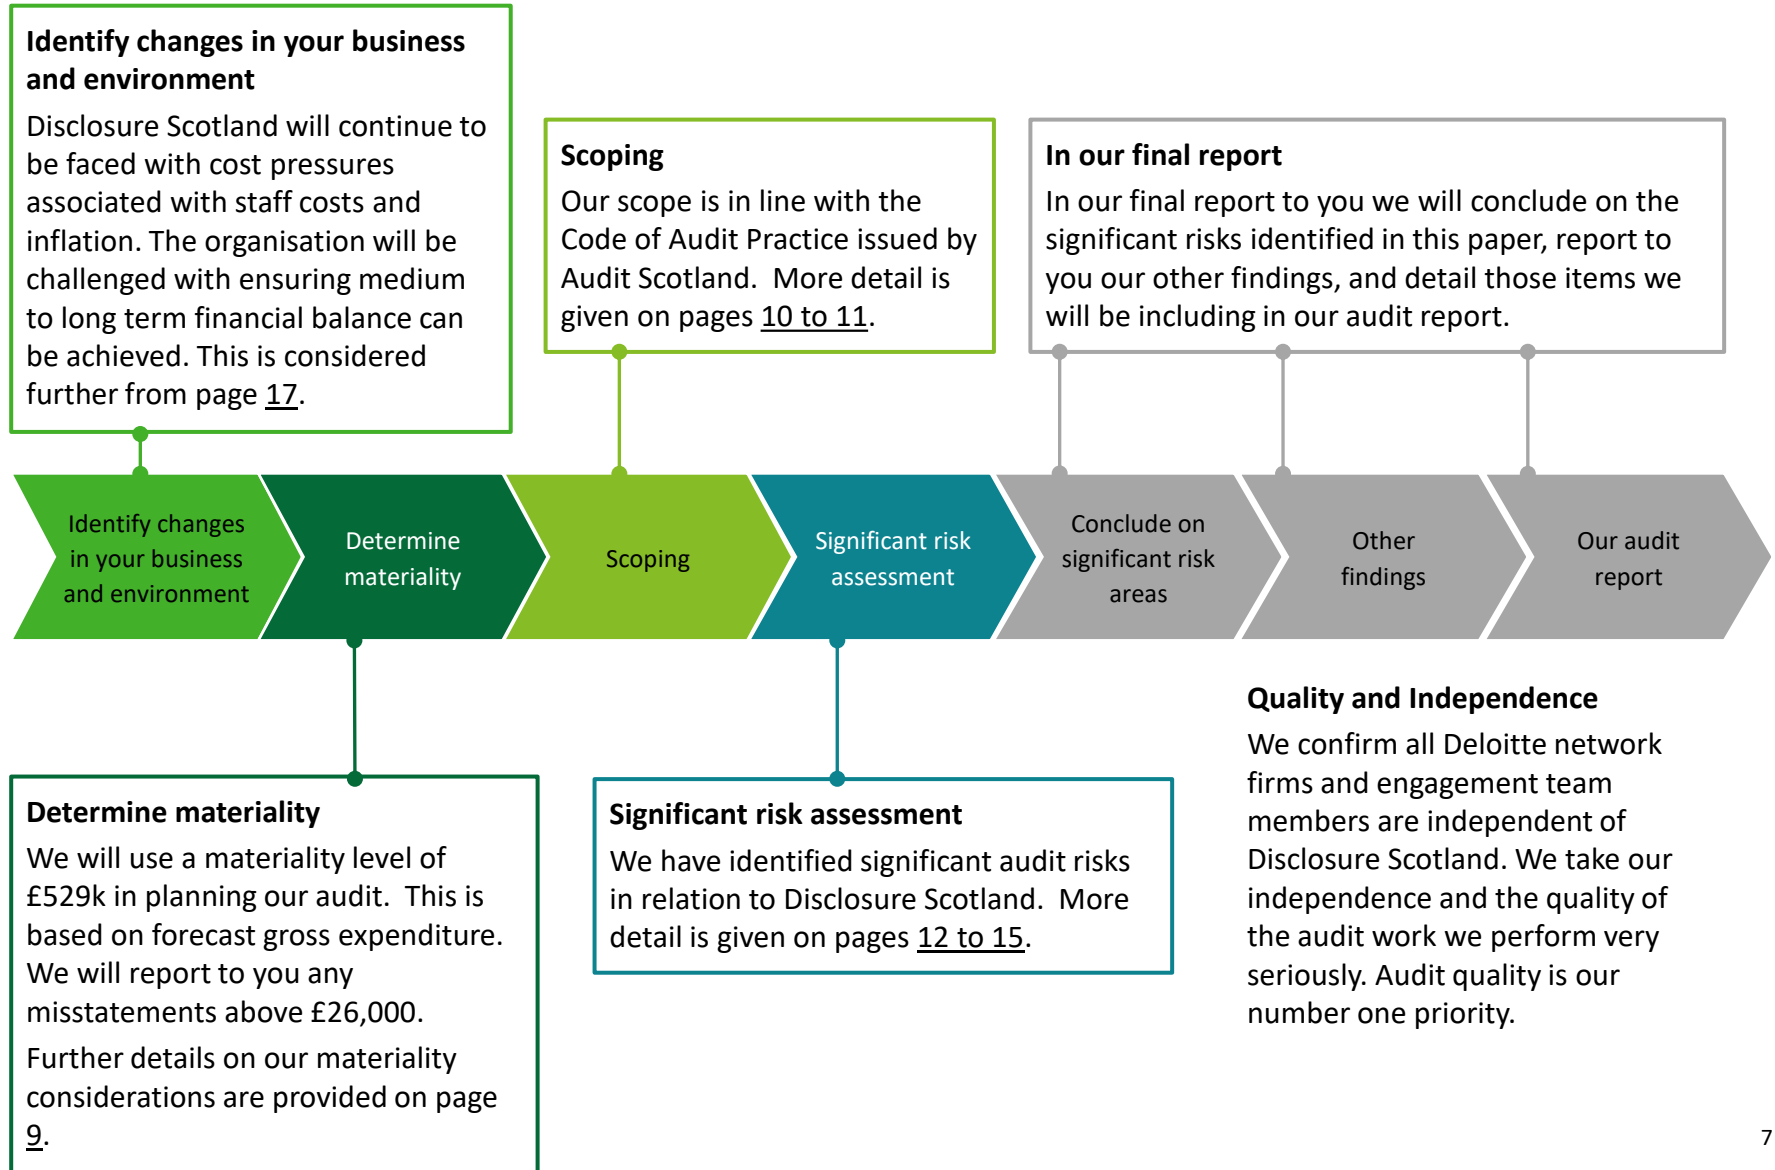 Identify changes in your business
and environment
Disclosure Scotland will continue to
be faced with cost pressures
associated with staff costs and
inflation. The organisation will be
challenged with ensuring medium
to long term financial balance can
be achieved. This is considered
further from page 17.
Scoping
Our scope is in line with the
Code of Audit Practice issued by
Audit Scotland.  More detail is
given on pages 10 to 11.
In our final report
In our final report to you we will conclude on the
significant risks identified in this paper, report to
you our other findings, and detail those items we
will be including in our audit report.
Identify changes
in your business
and environment
Determine
materiality
Scoping
Significant risk
assessment
Conclude on
significant risk
areas
Other
findings
Our audit
report
Determine materiality
We will use a materiality level of
£529k in planning our audit.  This is
based on forecast gross expenditure.
We will report to you any
misstatements above £26,000.
Further details on our materiality
considerations are provided on page
9.
Significant risk assessment
We have identified significant audit risks
in relation to Disclosure Scotland.  More
detail is given on pages 12 to 15.
Quality and Independence
We confirm all Deloitte network
firms and engagement team
members are independent of
Disclosure Scotland. We take our
independence and the quality of
the audit work we perform very
seriously. Audit quality is our
number one priority.
7